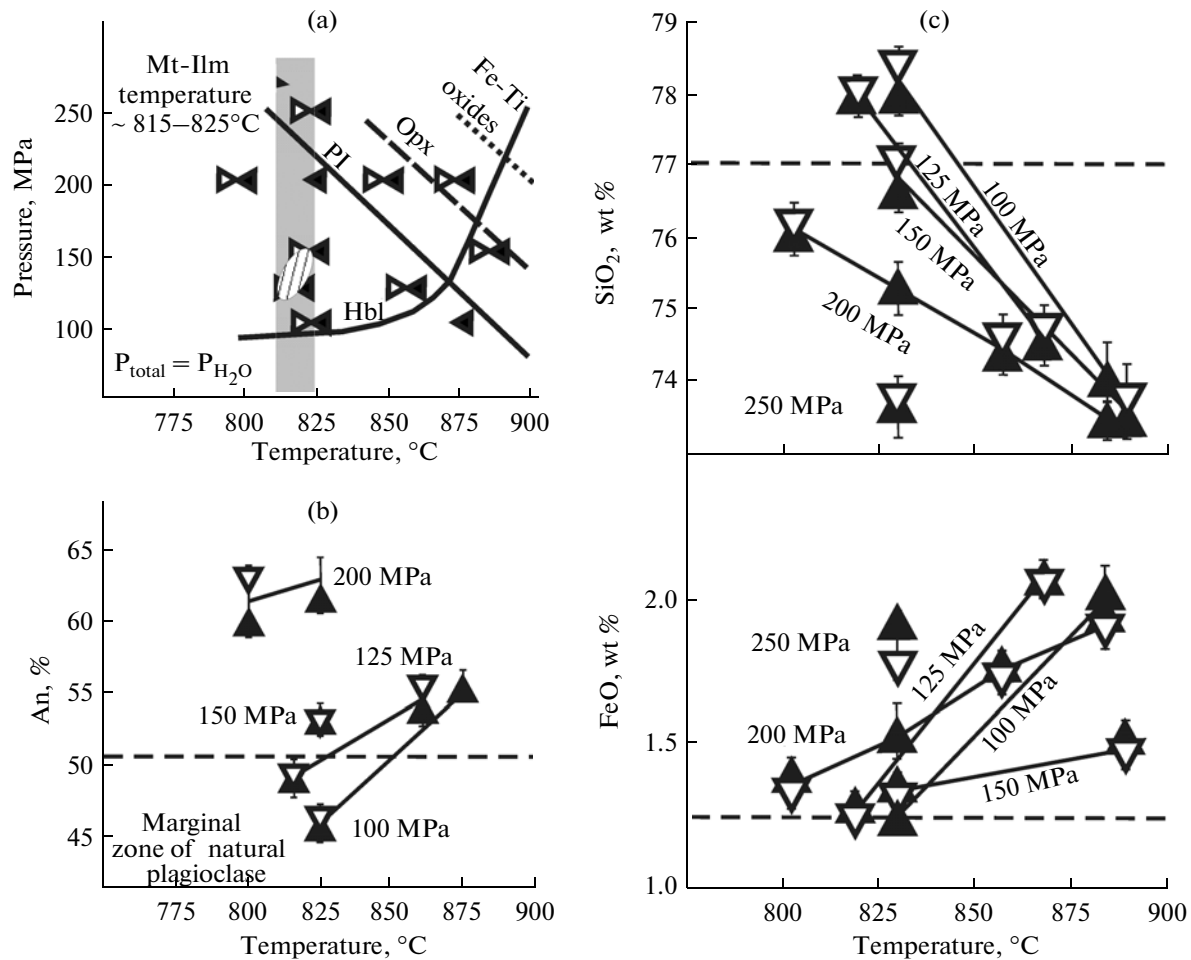 (a)
Mt-Ilm
temperature
~ 815–825°C
Fe-Ti
oxides
Opx
Pl
Hbl
P_total = P_H₂O
Pressure, MPa
250
200
150
100
775 800 825 850 875 900
Temperature, °C
(b)
An, %
65
60
55
50
45
200 MPa
125 MPa
150 MPa
100 MPa
Marginal
zone of natural
plagioclase
775 800 825 850 875 900
Temperature, °C
(c)
SiO₂, wt %
79
78
77
76
75
74
125 MPa
100 MPa
150 MPa
200 MPa
250 MPa
FeO, wt %
2.0
1.5
1.0
250 MPa
125 MPa
200 MPa
100 MPa
150 MPa
800 825 850 875 900
Temperature, °C